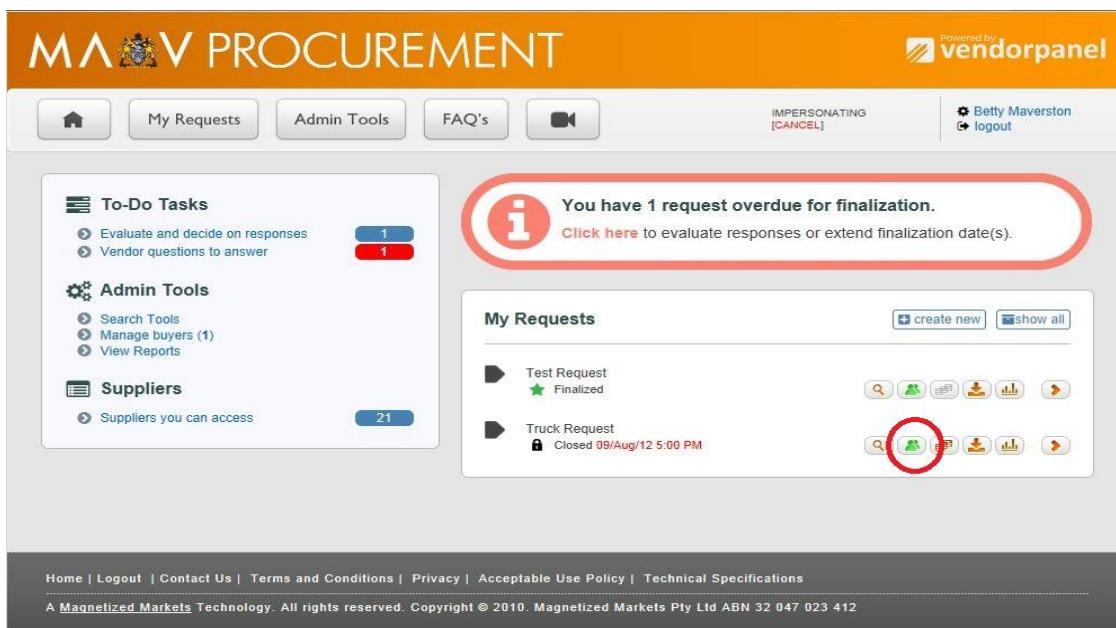 MAV PROCUREMENT
Powered by
vendorpanel
My Requests
Admin Tools
FAQ's
IMPERSONATING
[CANCEL]
Betty Maverston
logout
To-Do Tasks
Evaluate and decide on responses 1
Vendor questions to answer 1
Admin Tools
Search Tools
Manage buyers (1)
View Reports
Suppliers
Suppliers you can access 21
You have 1 request overdue for finalization.
Click here to evaluate responses or extend finalization date(s).
My Requests
create new
show all
Test Request
Finalized
Truck Request
Closed 09/Aug/12 5:00 PM
Home | Logout | Contact Us | Terms and Conditions | Privacy | Acceptable Use Policy | Technical Specifications
A Magnetized Markets Technology. All rights reserved. Copyright © 2010. Magnetized Markets Pty Ltd ABN 32 047 023 412